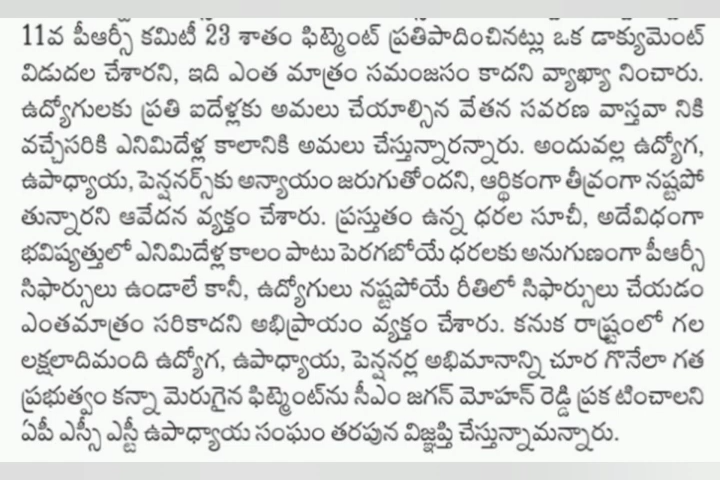 11వ పీఆర్సీ కమిటీ 23 శాతం ఫిట్మెంట్ ప్రతిపాదించినట్లు ఒక డాక్యుమెంట్
విడుదల చేశారని, ఇది ఎంత మాత్రం సమంజసం కాదని వ్యాఖ్యా నించారు.
ఉద్యోగులకు ప్రతి ఐదేళ్లకు అమలు చేయాల్సిన వేతన సవరణ వాస్తవా నికి
వచ్చేసరికి ఎనిమిదేళ్ల కాలానికి అమలు చేస్తున్నారన్నారు. అందువల్ల ఉద్యోగ,
ఉపాధ్యాయ, పెన్షనర్స్‌కు అన్యాయం జరుగుతోందని, ఆర్థికంగా తీవ్రంగా నష్టపో
తున్నారని ఆవేదన వ్యక్తం చేశారు. ప్రస్తుతం ఉన్న ధరల సూచీ, అదేవిధంగా
భవిష్యత్తులో ఎనిమిదేళ్ల కాలం పాటు పెరగబోయే ధరలకు అనుగుణంగా పీఆర్సీ
సిఫార్సులు ఉండాలే కానీ, ఉద్యోగులు నష్టపోయే రీతిలో సిఫార్సులు చేయడం
ఎంతమాత్రం సరికాదని అభిప్రాయం వ్యక్తం చేశారు. కనుక రాష్ట్రంలో గల
లక్షలాదిమంది ఉద్యోగ, ఉపాధ్యాయ, పెన్షనర్ల అభిమానాన్ని చూర గొనేలా గత
ప్రభుత్వం కన్నా మెరుగైన ఫిట్మెంట్‌ను సీఎం జగన్ మోహన్ రెడ్డి ప్రక టించాలని
ఏపీ ఎస్సీ ఎస్టీ ఉపాధ్యాయ సంఘం తరపున విజ్ఞప్తి చేస్తున్నామన్నారు.